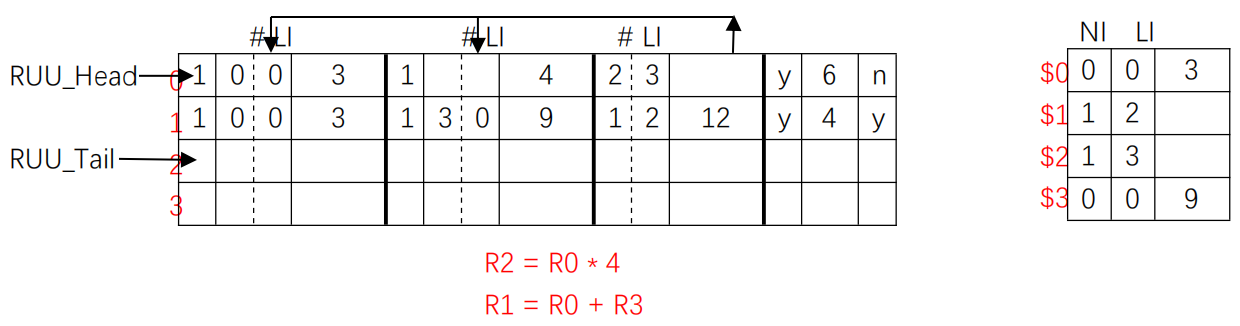 # LI # LI # LI NI LI
RUU_Head 0 1 0 0 3 1 4 2 3 y 6 n $0 0 0 3
1 1 0 0 3 1 3 0 9 1 2 12 y 4 y $1 1 2
RUU_Tail 2 $2 1 3
3 $3 0 0 9
R2 = R0 * 4
R1 = R0 + R3